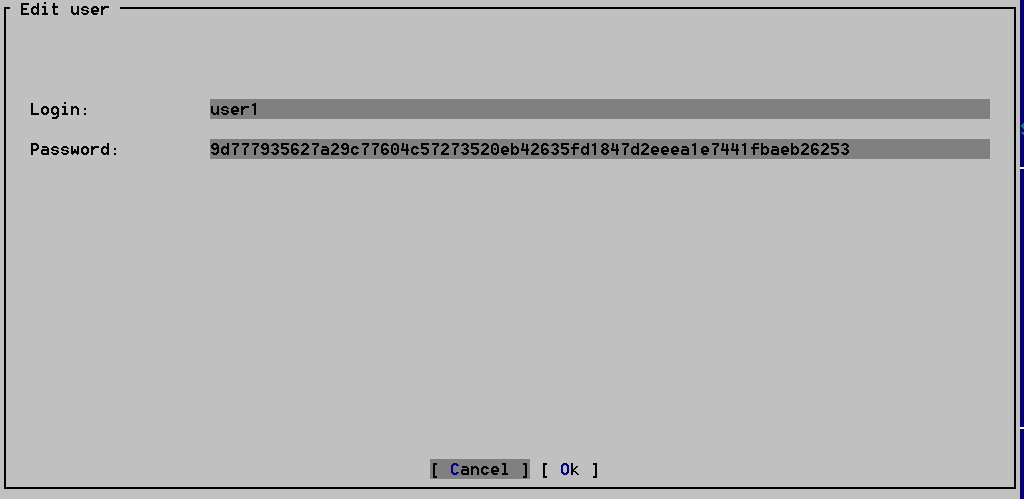 Edit user
Login: user1
Password: 9d777935627a29c77604c57273520eb42635fd1847d2eeea1e7441fbaeb26253
[ Cancel ] [ Ok ]